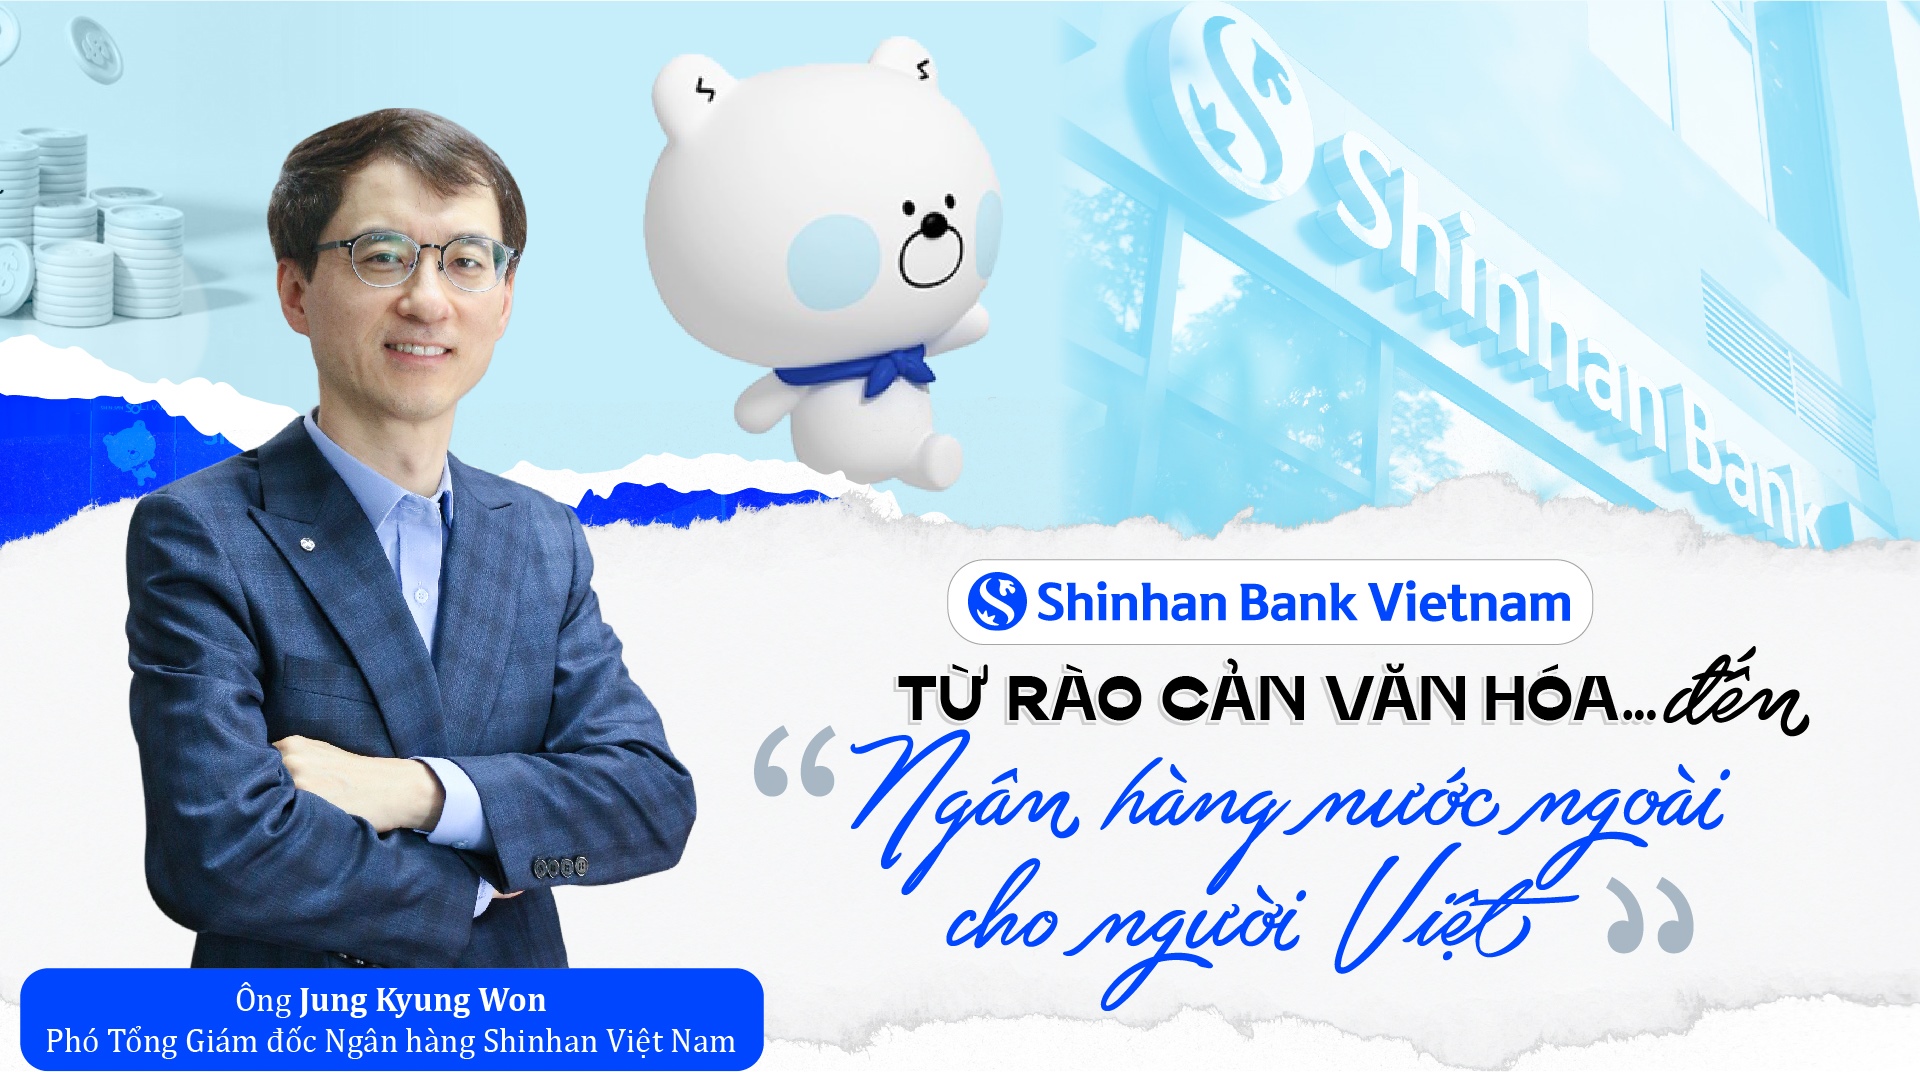 Shinhan Bank
Shinhan Bank Vietnam
TỪ RÀO CẢN VĂN HÓA...đến
“Ngân hàng nước ngoài
cho người Việt”
Ông Jung Kyung Won
Phó Tổng Giám đốc Ngân hàng Shinhan Việt Nam